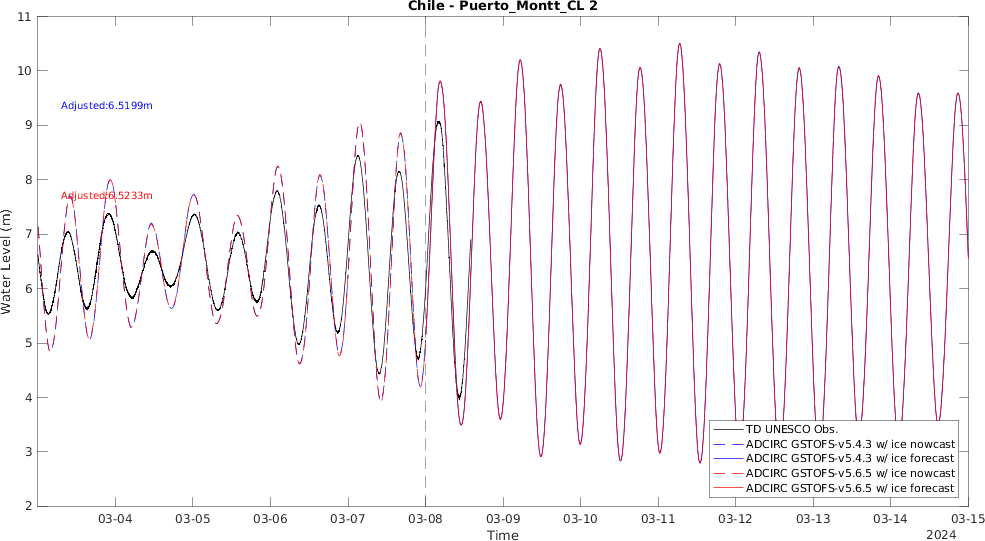 Chile - Puerto_Montt_CL 2
Water Level (m)
11
10
9
8
7
6
5
4
3
2
Adjusted:6.5199m
Adjusted:6.5233m
TD UNESCO Obs.
ADCIRC GSTOFS-v5.4.3 w/ ice nowcast
ADCIRC GSTOFS-v5.4.3 w/ ice forecast
ADCIRC GSTOFS-v5.6.5 w/ ice nowcast
ADCIRC GSTOFS-v5.6.5 w/ ice forecast
03-04 03-05 03-06 03-07 03-08 03-09 03-10 03-11 03-12 03-13 03-14 03-15
Time
2024